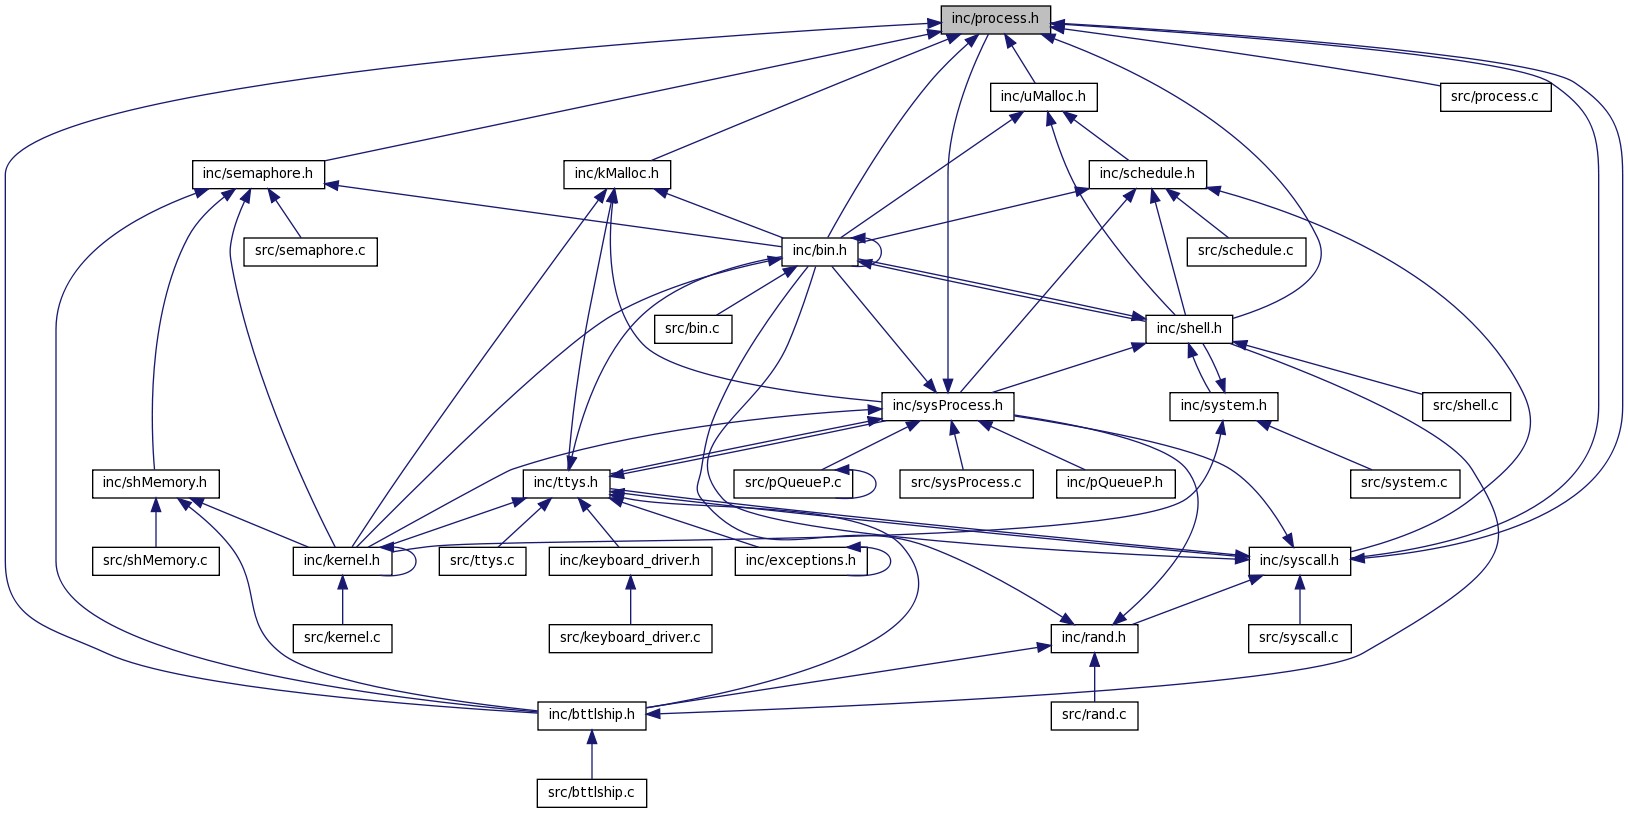 inc/process.h
inc/uMalloc.h
src/process.c
inc/semaphore.h
inc/kMalloc.h
inc/schedule.h
src/semaphore.c
inc/bin.h
src/schedule.c
src/bin.c
inc/shell.h
inc/sysProcess.h
inc/system.h
src/shell.c
inc/shMemory.h
inc/ttys.h
src/pQueueP.c
src/sysProcess.c
inc/pQueueP.h
src/system.c
src/shMemory.c
inc/kernel.h
src/ttys.c
inc/keyboard_driver.h
inc/exceptions.h
inc/syscall.h
src/kernel.c
src/keyboard_driver.c
inc/rand.h
src/syscall.c
inc/bttlship.h
src/rand.c
src/bttlship.c